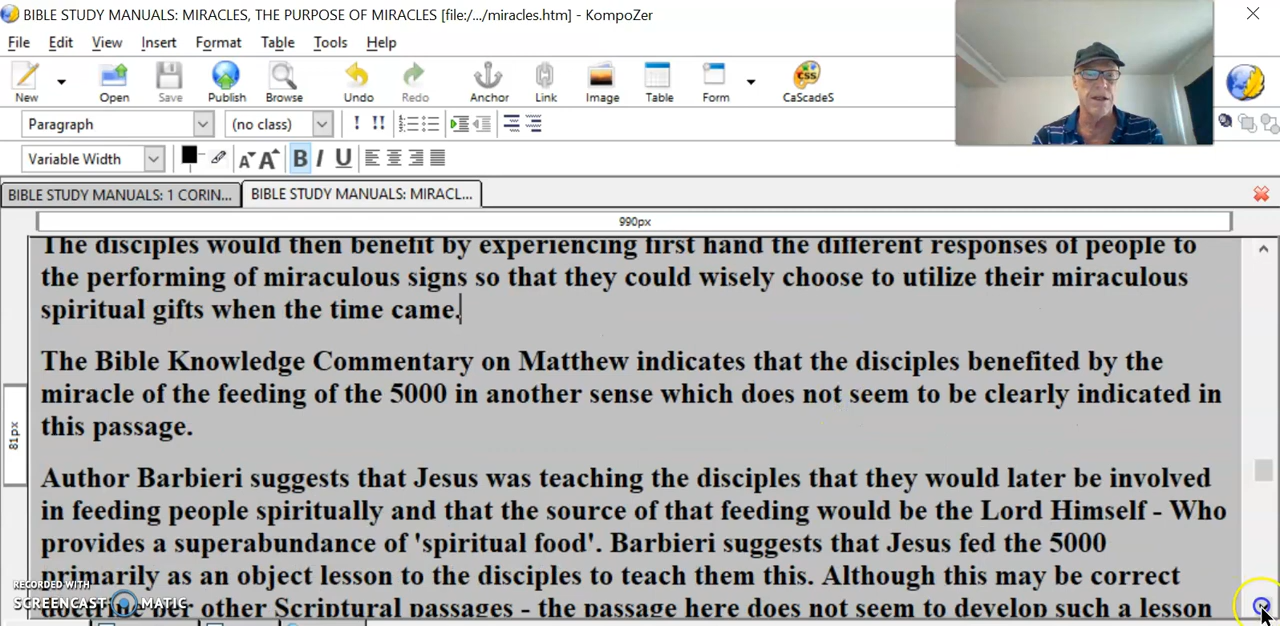 BIBLE STUDY MANUALS: MIRACLES, THE PURPOSE OF MIRACLES [file:/.../miracles.htm] - KompoZer
File Edit View Insert Format Table Tools Help
New Open Save Publish Browse Undo Redo Anchor Link Image Table Form CaScadeS
Paragraph (no class)
Variable Width B I U
BIBLE STUDY MANUALS: 1 CORIN... BIBLE STUDY MANUALS: MIRACL...
990px
The disciples would then benefit by experiencing first hand the different responses of people to
the performing of miraculous signs so that they could wisely choose to utilize their miraculous
spiritual gifts when the time came.
The Bible Knowledge Commentary on Matthew indicates that the disciples benefited by the
miracle of the feeding of the 5000 in another sense which does not seem to be clearly indicated in
this passage.
81px
Author Barbieri suggests that Jesus was teaching the disciples that they would later be involved
in feeding people spiritually and that the source of that feeding would be the Lord Himself - Who
provides a superabundance of 'spiritual food'. Barbieri suggests that Jesus fed the 5000
primarily as an object lesson to the disciples to teach them this. Although this may be correct
other Scriptural passages - the passage here does not seem to develop such a lesson
RECORDED WITH
SCREENCAST MATIC